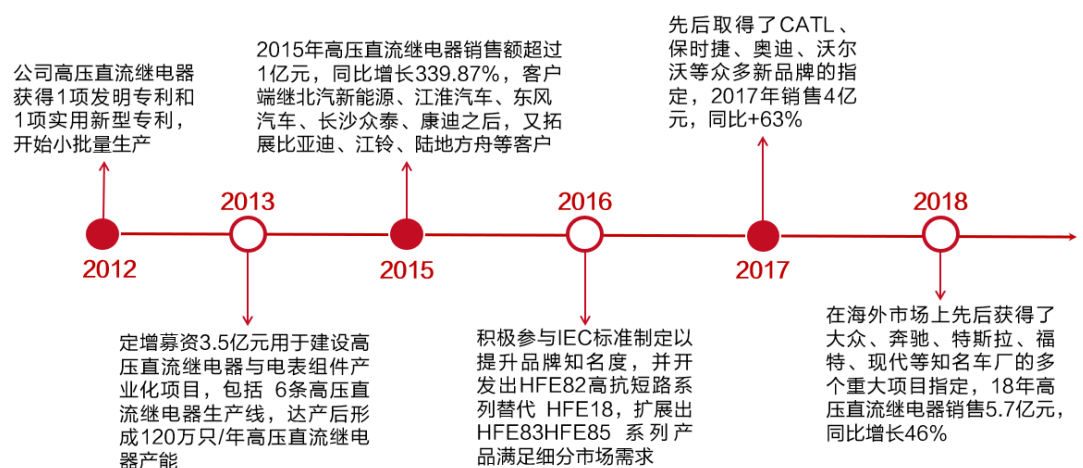 公司高压直流继电器
获得1项发明专利和
1项实用新型专利，
开始小批量生产
2012
2013
定增募资3.5亿元用于建设高
压直流继电器与电表组件产
业化项目，包括 6条高压直
流继电器生产线，达产后形
成120万只/年高压直流继电
器产能
2015年高压直流继电器销售额超过
1亿元，同比增长339.87%，客户
端继北汽新能源、江淮汽车、东风
汽车、长沙众泰、康迪之后，又拓
展比亚迪、江铃、陆地方舟等客户
2015
2016
积极参与IEC标准制定以
提升品牌知名度，并开
发出HFE82高抗短路系
列替代 HFE18，扩展出
HFE83HFE85 系列产
品满足细分市场需求
先后取得了CATL、
保时捷、奥迪、沃尔
沃等众多新品牌的指
定，2017年销售4亿
元，同比+63%
2017
2018
在海外市场上先后获得了
大众、奔驰、特斯拉、福
特、现代等知名车厂的多
个重大项目指定，18年高
压直流继电器销售5.7亿元，
同比增长46%